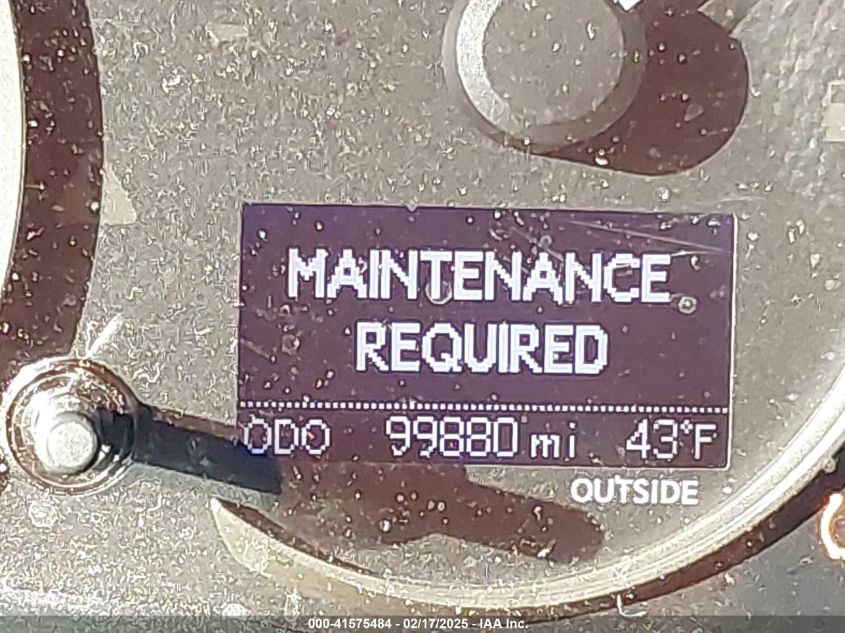 MAINTENANCE
REQUIRED
ODO 99880 mi 43°F
OUTSIDE
000-41575484 - 02/17/2025 - IAA Inc.